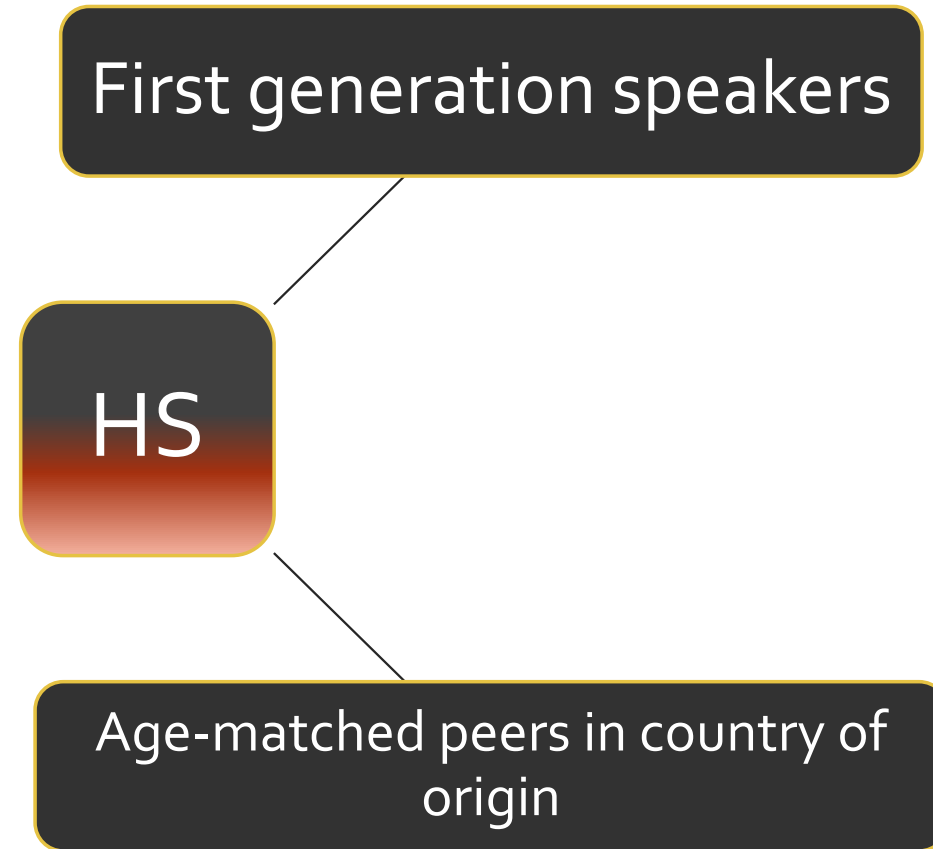 First generation speakers
HS
Age-matched peers in country of
origin